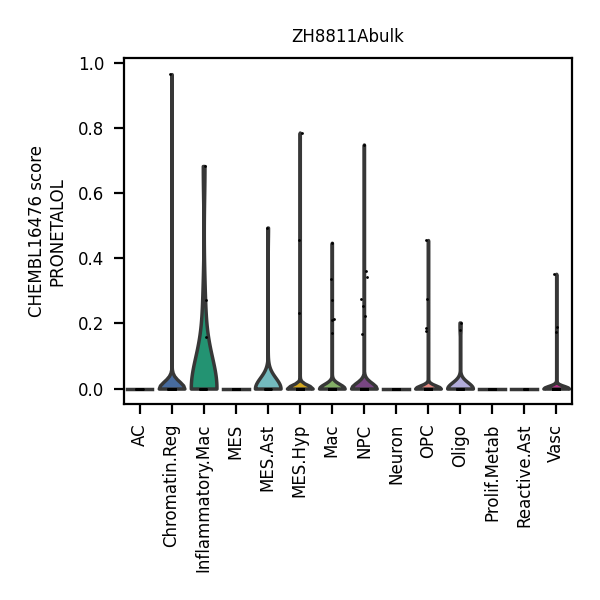 ZH8811Abulk
CHEMBL16476 score
PRONETALOL
1.0
0.8
0.6
0.4
0.2
0.0
AC
Chromatin.Reg
Inflammatory.Mac
MES
MES.Ast
MES.Hyp
Mac
NPC
Neuron
OPC
Oligo
Prolif.Metab
Reactive.Ast
Vasc